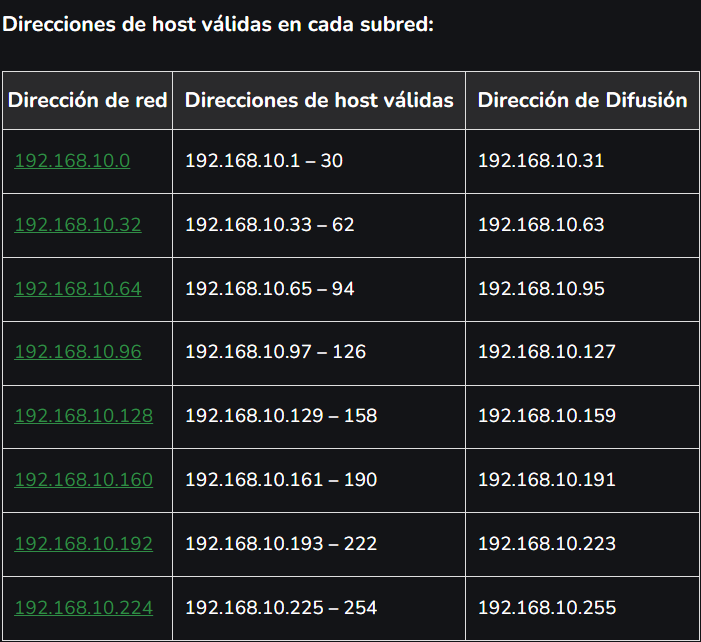 Direcciones de host válidas en cada subred:
Dirección de red Direcciones de host válidas Dirección de Difusión
192.168.10.0 192.168.10.1 – 30 192.168.10.31
192.168.10.32 192.168.10.33 – 62 192.168.10.63
192.168.10.64 192.168.10.65 – 94 192.168.10.95
192.168.10.96 192.168.10.97 – 126 192.168.10.127
192.168.10.128 192.168.10.129 – 158 192.168.10.159
192.168.10.160 192.168.10.161 – 190 192.168.10.191
192.168.10.192 192.168.10.193 – 222 192.168.10.223
192.168.10.224 192.168.10.225 – 254 192.168.10.255